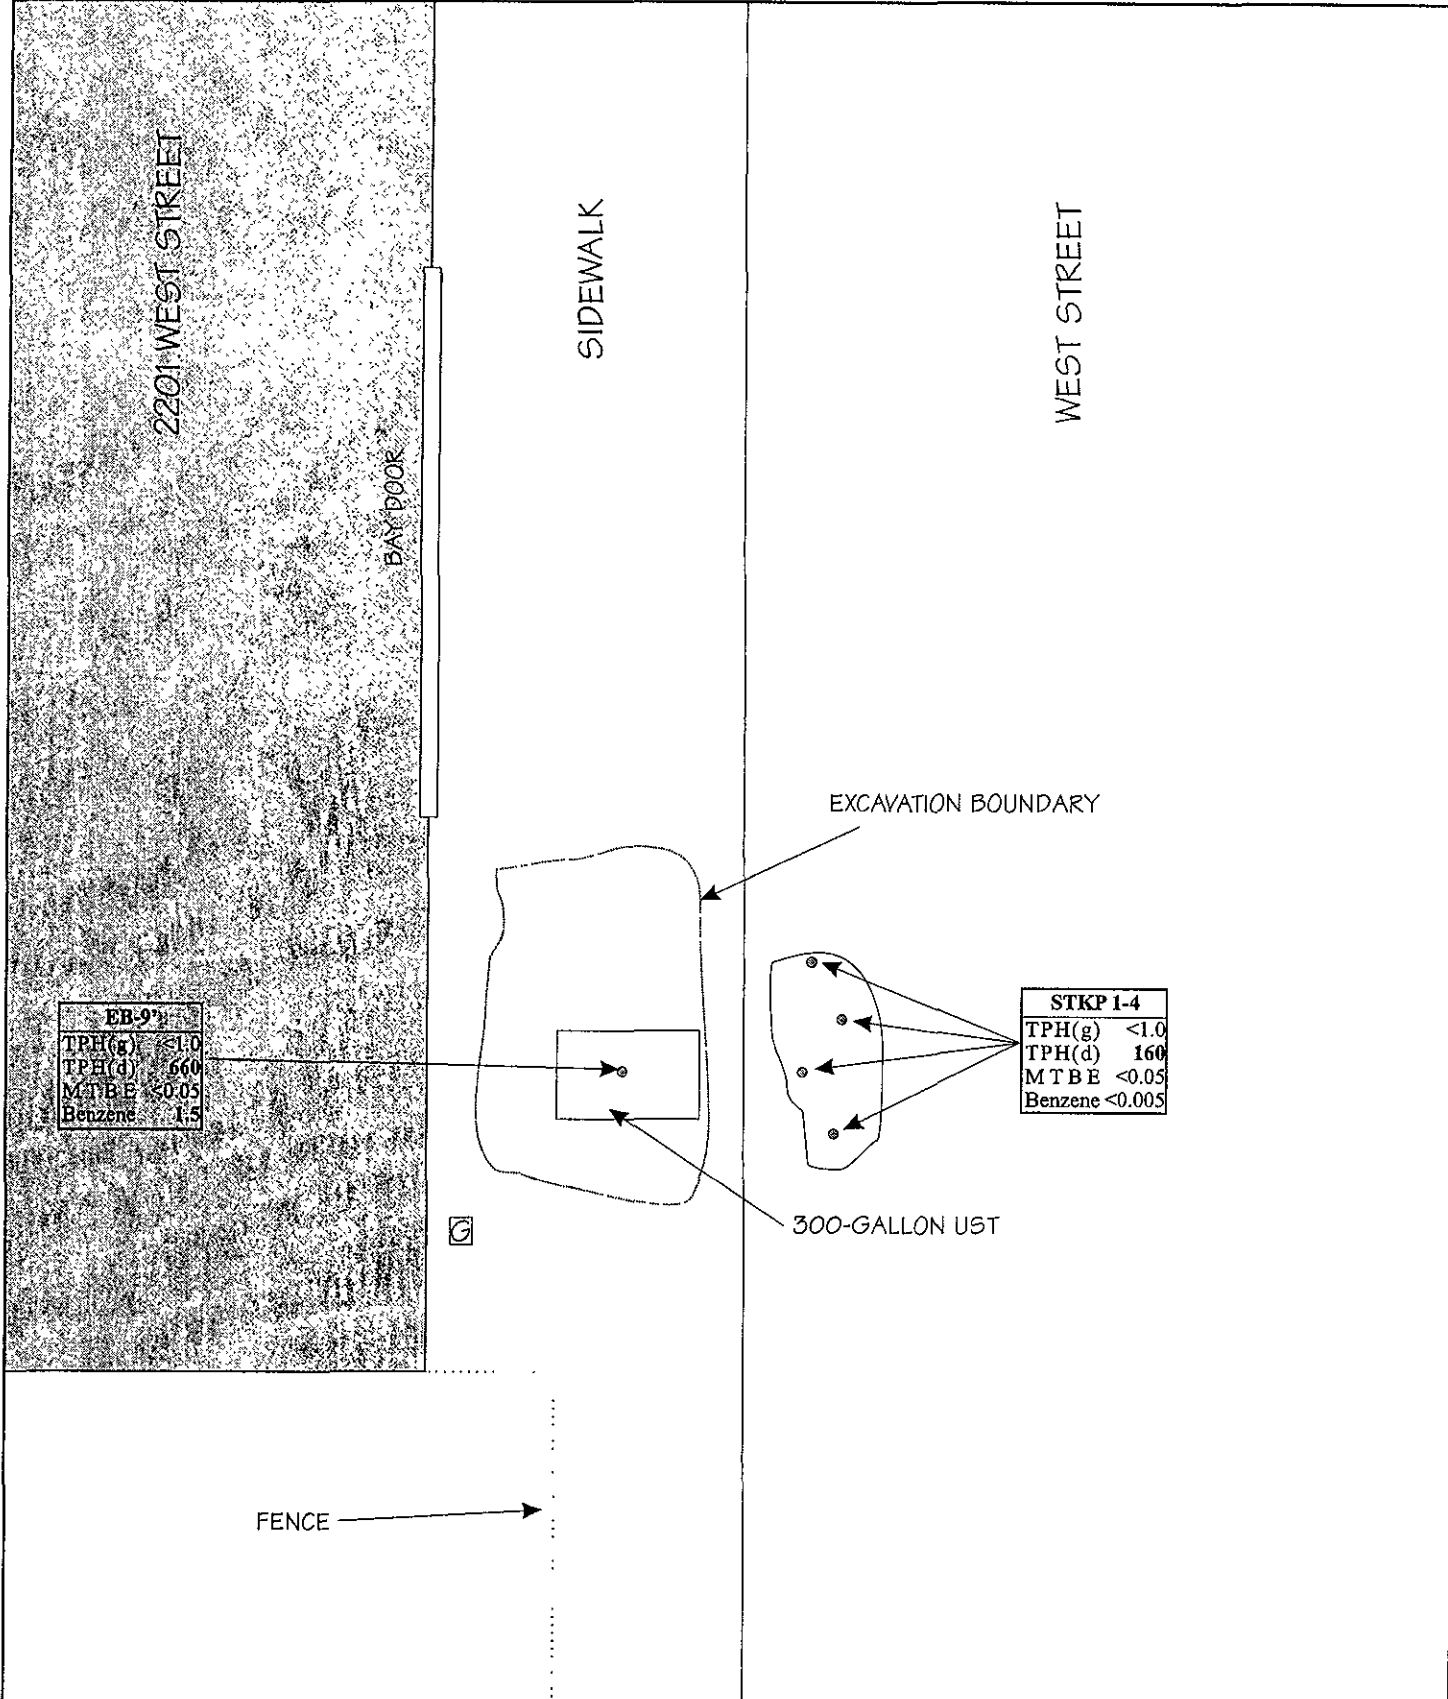 2201 WEST STREET
SIDEWALK
WEST STREET
BAY DOOR
EXCAVATION BOUNDARY
EB-9'
TPH(g) <1.0
TPH(d) 660
MTBE <0.05
Benzene 1.5
STKP 1-4
TPH(g) <1.0
TPH(d) 160
MTBE <0.05
Benzene <0.005
G
300-GALLON UST
FENCE